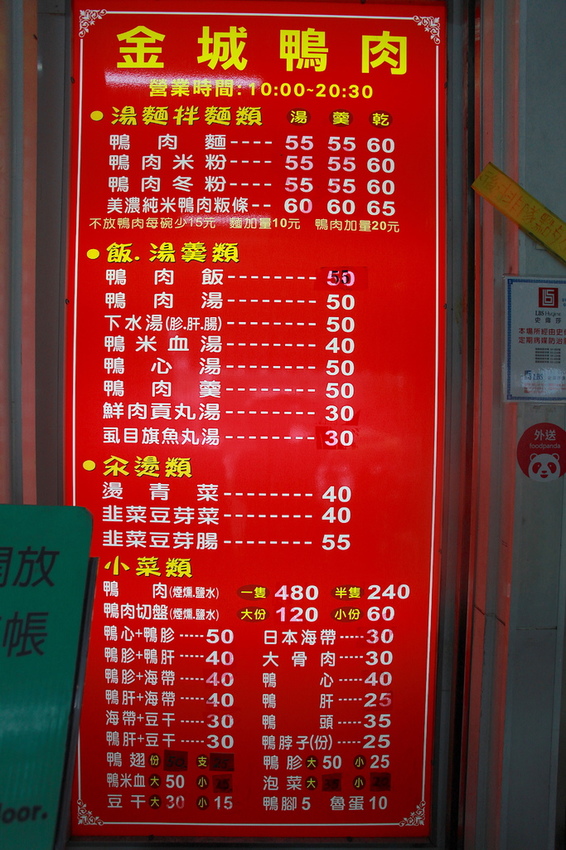 金城鴨肉
營業時間:10:00~20:30
•湯麵拌麵類 湯 羹 乾
鴨肉麵---- 55 55 60
鴨肉米粉---- 55 55 60
鴨肉冬粉---- 55 55 60
美濃純米鴨肉粄條-- 60 60 65
不放鴨肉每碗少15元 麵加量10元 鴨肉加量20元
•飯.湯羹類
鴨肉飯---------
鴨肉湯---------50
下水湯(胗.肝.腸)---------50
鴨米血湯---------40
鴨心湯---------50
鴨肉羹---------50
鮮肉貢丸湯---------30
虱目旗魚丸湯---------30
•汆燙類
燙青菜---------40
韭菜豆芽菜---------40
韭菜豆芽腸---------55
小菜類
鴨肉(煙燻.鹽水) 一隻 480 半隻 240
鴨肉切盤(煙燻.鹽水) 大份 120 小份 60
鴨心+鴨胗----50 日本海帶----30
鴨胗+鴨肝----40 大骨肉----30
鴨胗+海帶----40 鴨心----40
鴨肝+海帶----40 鴨肝----25
海帶+豆干----30 鴨頭----35
鴨肝+豆干----30 鴨脖子(份)----25
鴨翅 份 支 鴨胗 大 50 小 25
鴨米血 大 50 小 泡菜 大 小
豆干 大 30 小 15 鴨腳 5 魯蛋 10
開放
帳
loor.
外送
foodpanda